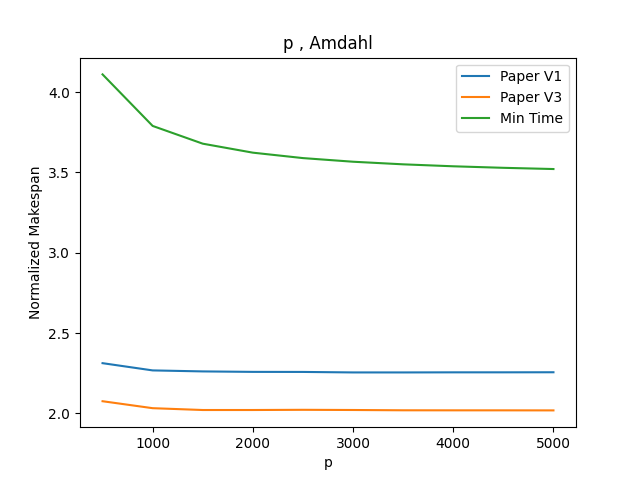 p , Amdahl
Paper V1
Paper V3
Min Time
Normalized Makespan
4.0
3.5
3.0
2.5
2.0
1000 2000 3000 4000 5000
p